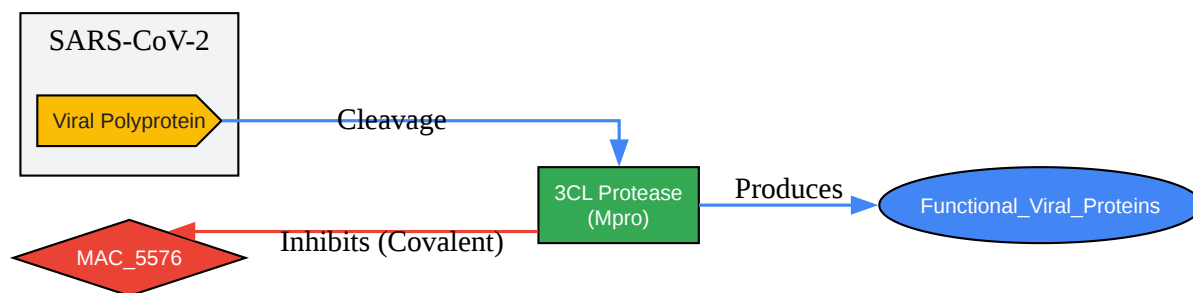 SARS-CoV-2
Viral Polyprotein
Cleavage
3CL Protease
(Mpro)
Produces
Functional_Viral_Proteins
Inhibits (Covalent)
MAC_5576